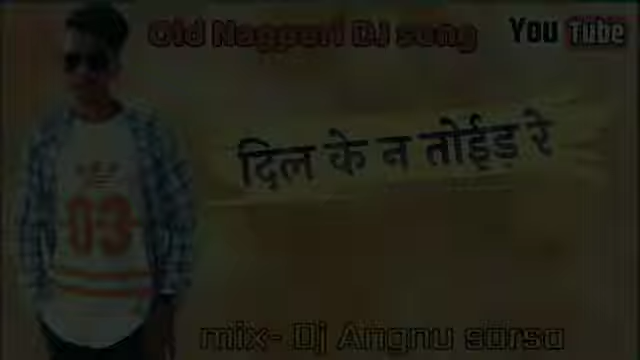 Old Nagpuri DJ song
You Tube
दिल के न तोईड़ रे
03
mix- Dj Angnu sarsa